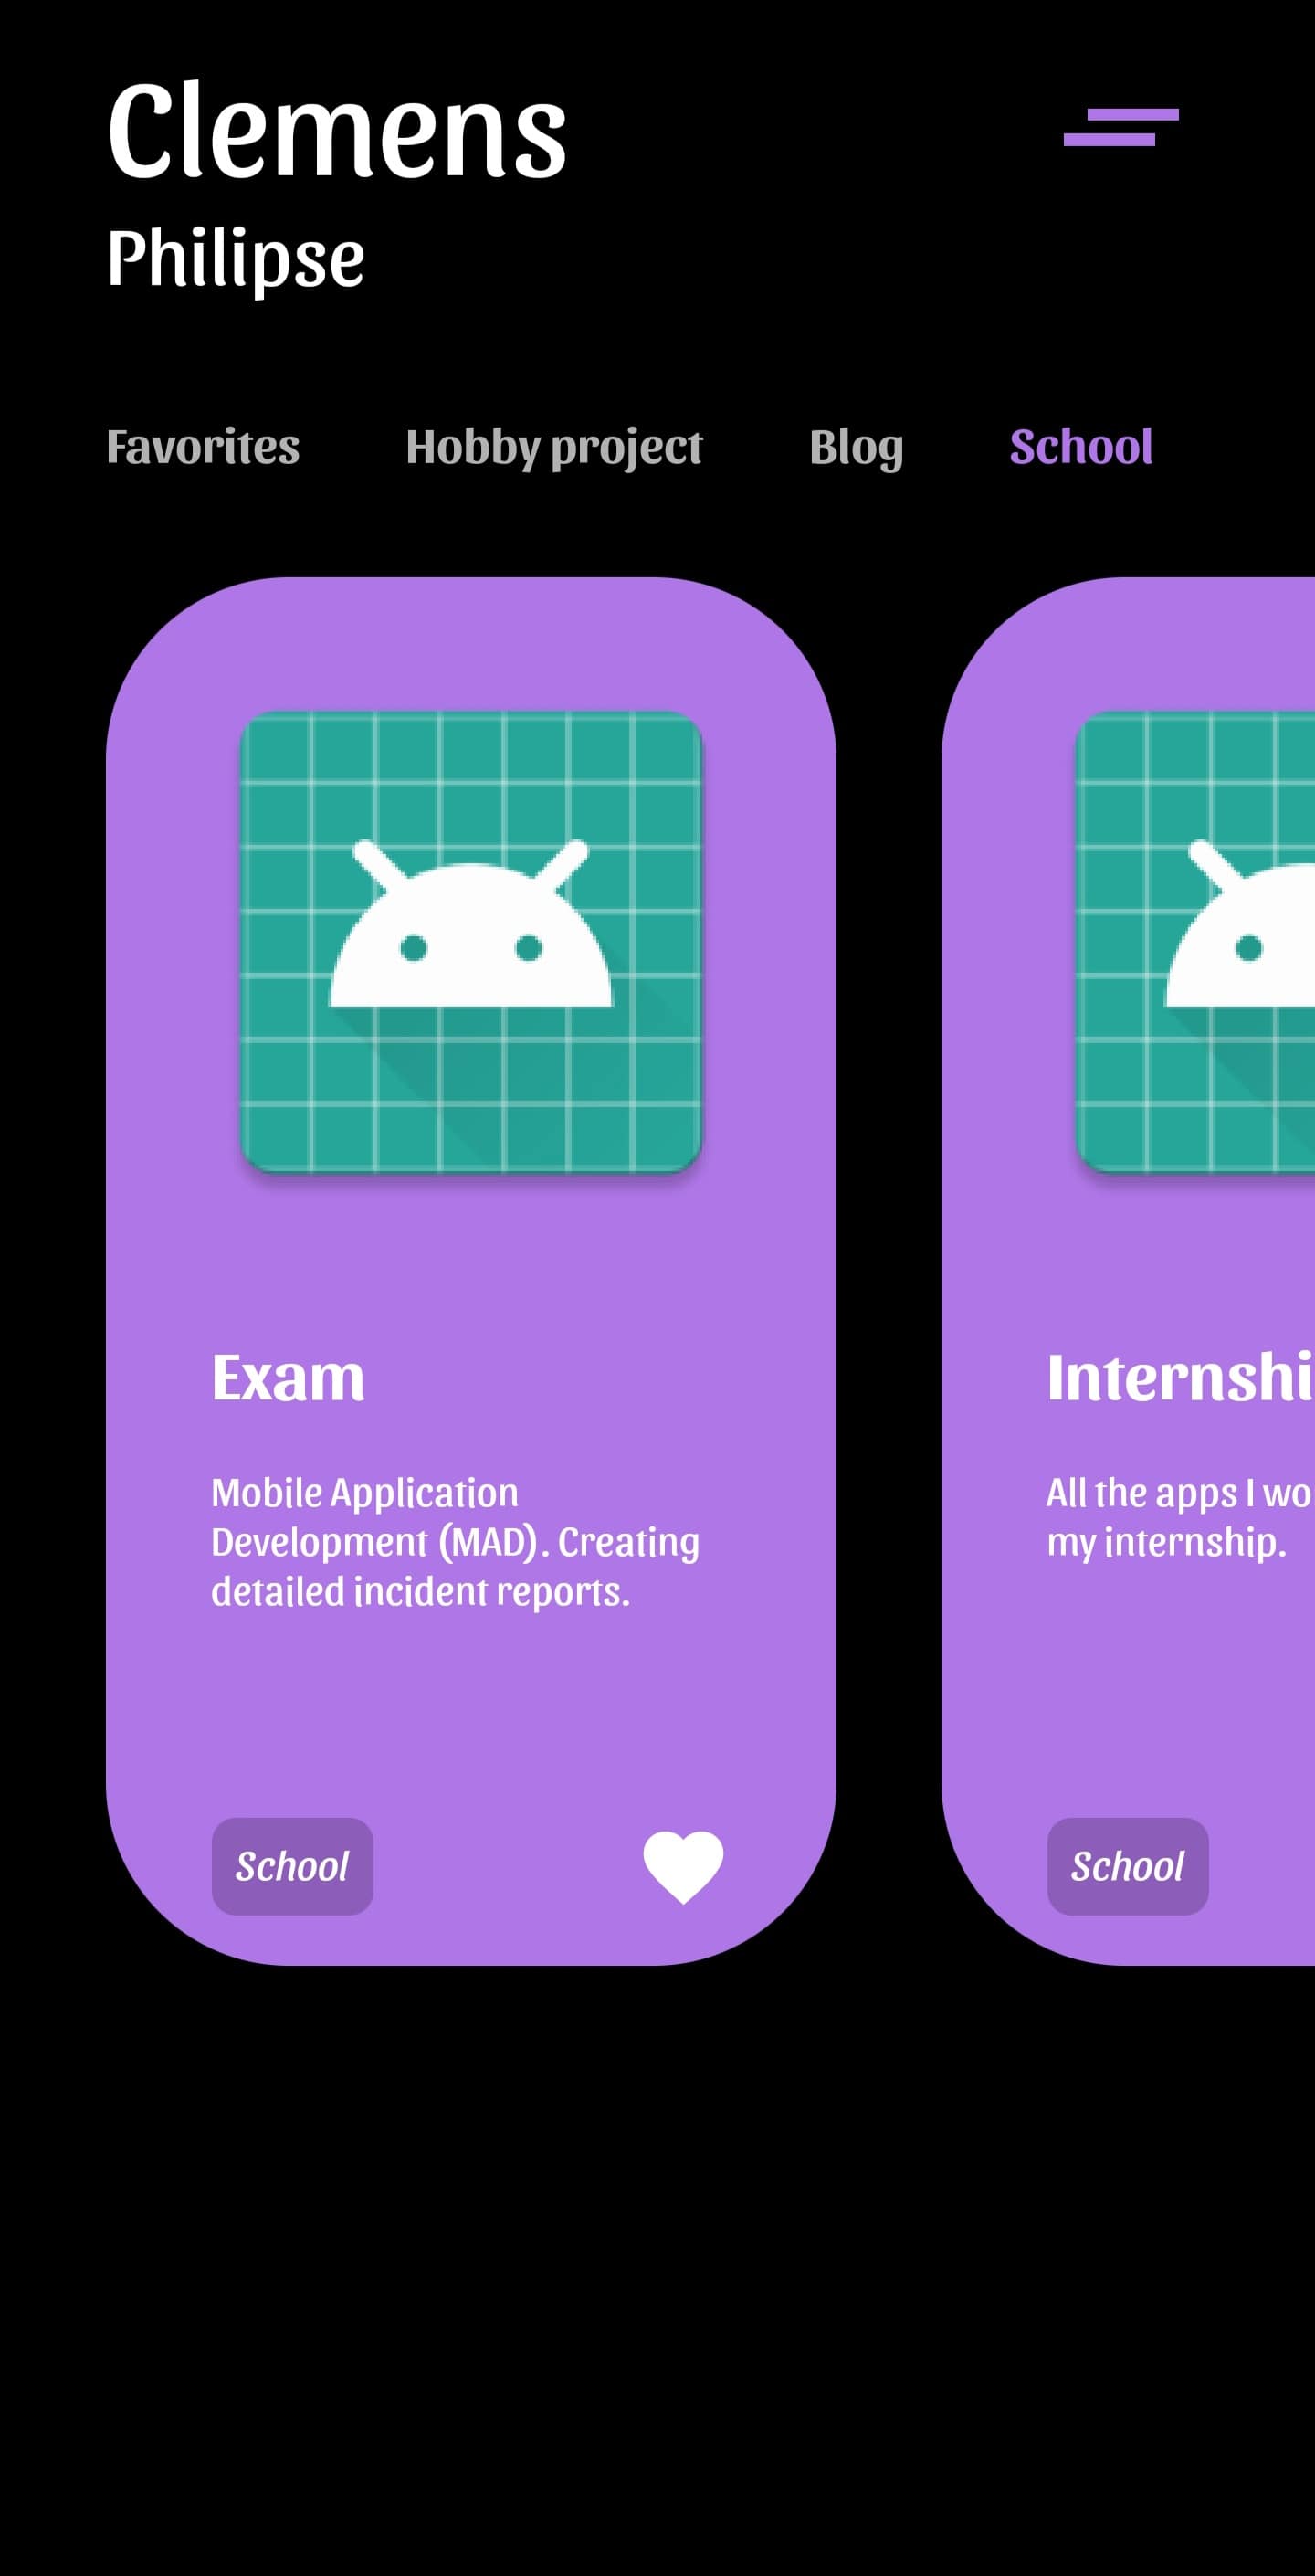 Clemens
Philipse
Favorites Hobby project Blog School
Exam
Mobile Application
Development (MAD). Creating
detailed incident reports.
School
Internshi
All the apps I wo
my internship.
School